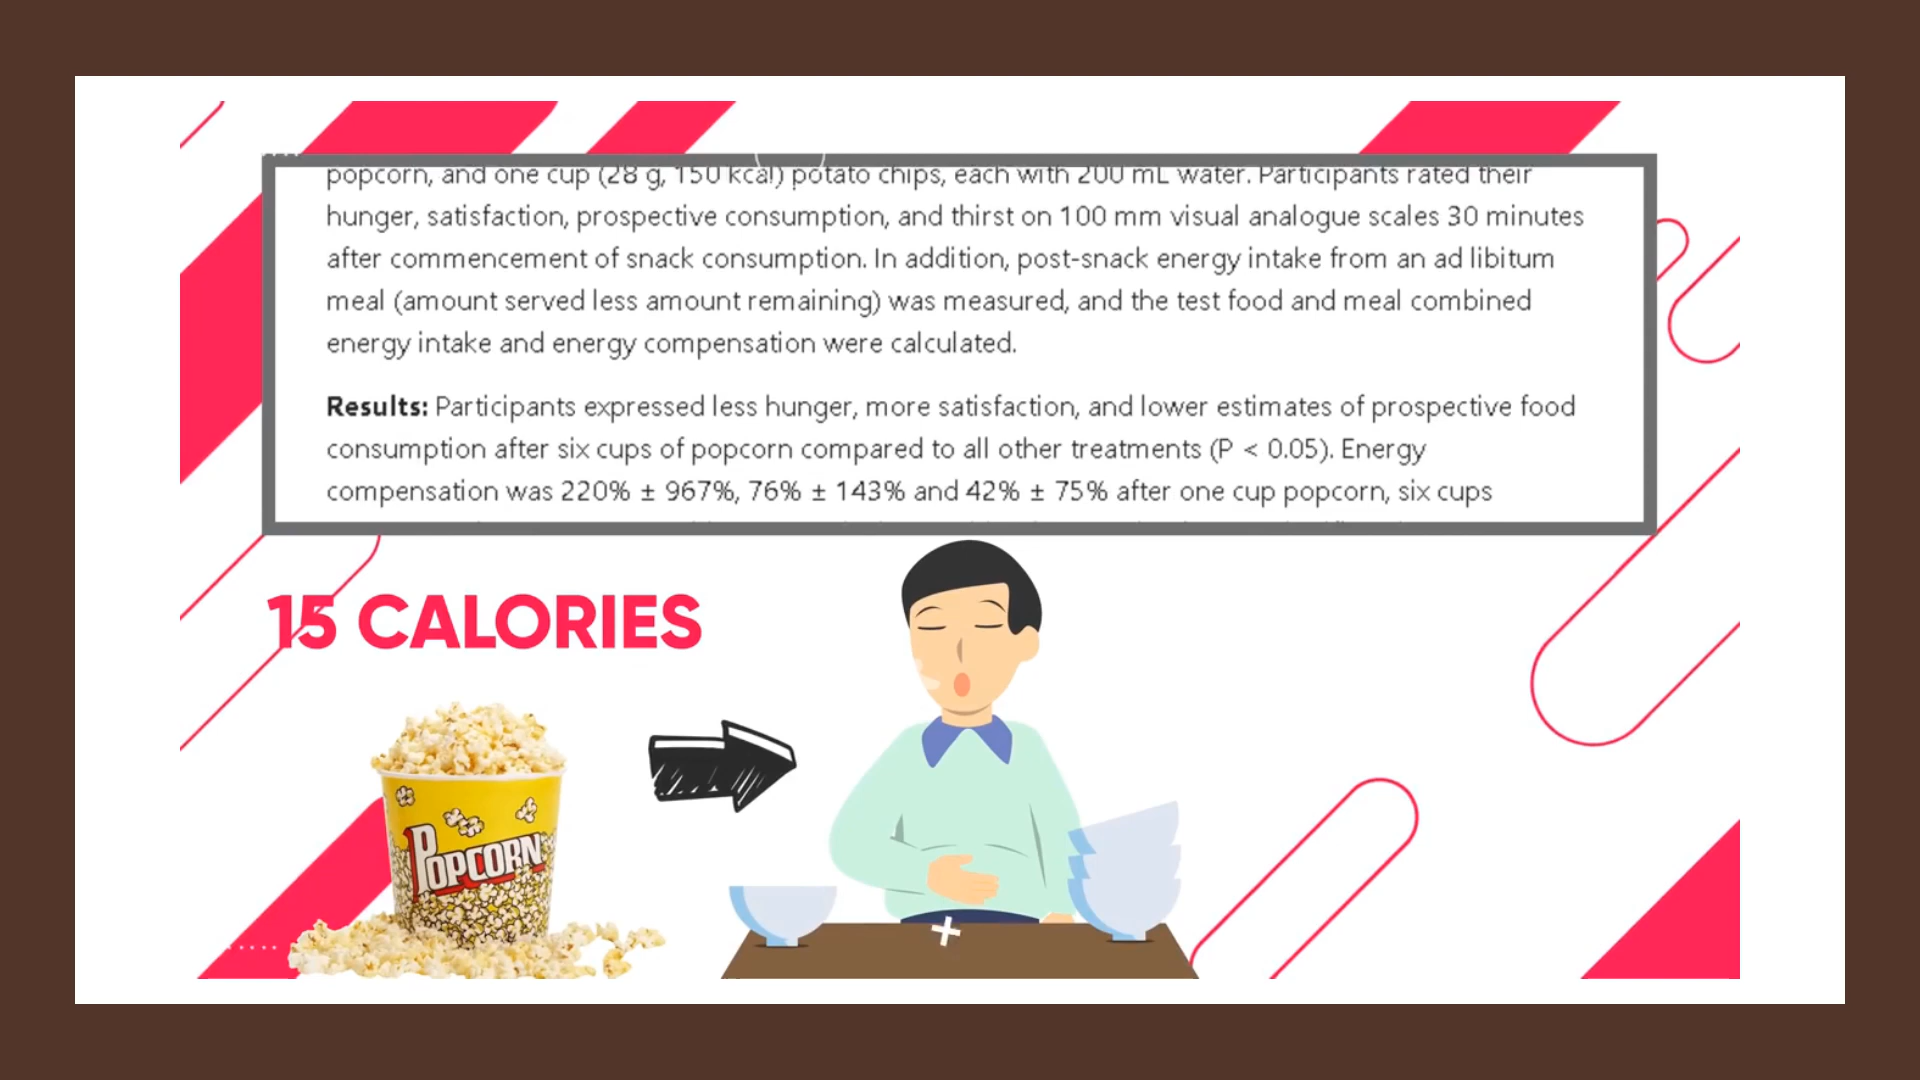 popcorn, and one cup (28 g, 150 kcal) potato chips, each with 200 mL water. Participants rated their
hunger, satisfaction, prospective consumption, and thirst on 100 mm visual analogue scales 30 minutes
after commencement of snack consumption. In addition, post-snack energy intake from an ad libitum
meal (amount served less amount remaining) was measured, and the test food and meal combined
energy intake and energy compensation were calculated.
Results: Participants expressed less hunger, more satisfaction, and lower estimates of prospective food
consumption after six cups of popcorn compared to all other treatments (P < 0.05). Energy
compensation was 220% ± 967%, 76% ± 143% and 42% ± 75% after one cup popcorn, six cups
15 CALORIES
POPCORN